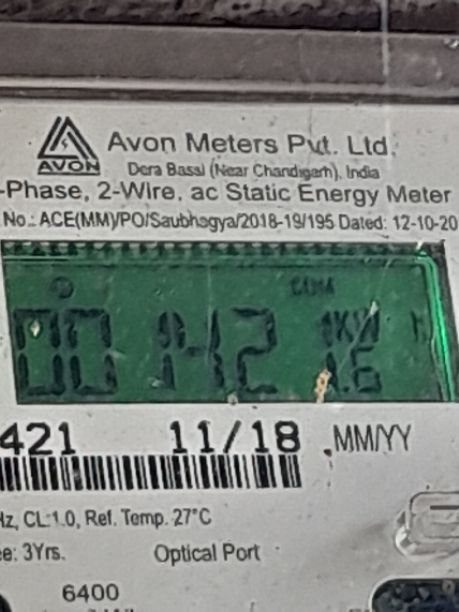 AVON
Avon Meters Pvt. Ltd.
Dera Bassi (Near Chandigarh), India
-Phase, 2-Wire, ac Static Energy Meter
No.: ACE(MM)/PO/Saubhagya/2018-19/195 Dated: 12-10-20
CUM
KW h
421 11/18 .MM/YY
Hz, CL:1.0, Ref. Temp. 27°C
ee: 3Yrs. Optical Port
6400